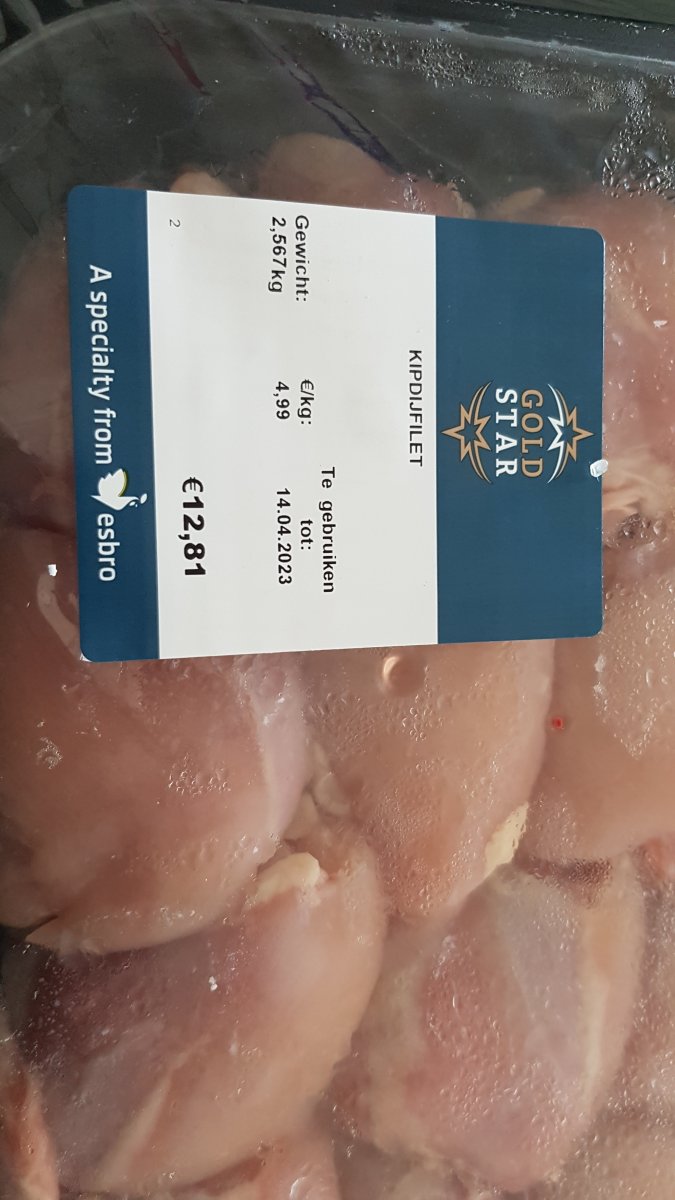 GOLD
STAR
KIPDIJFILET
Te gebruiken
Gewicht: €/kg: tot:
2,567kg 4,99 14.04.2023
€12,81
2
A specialty from esbro